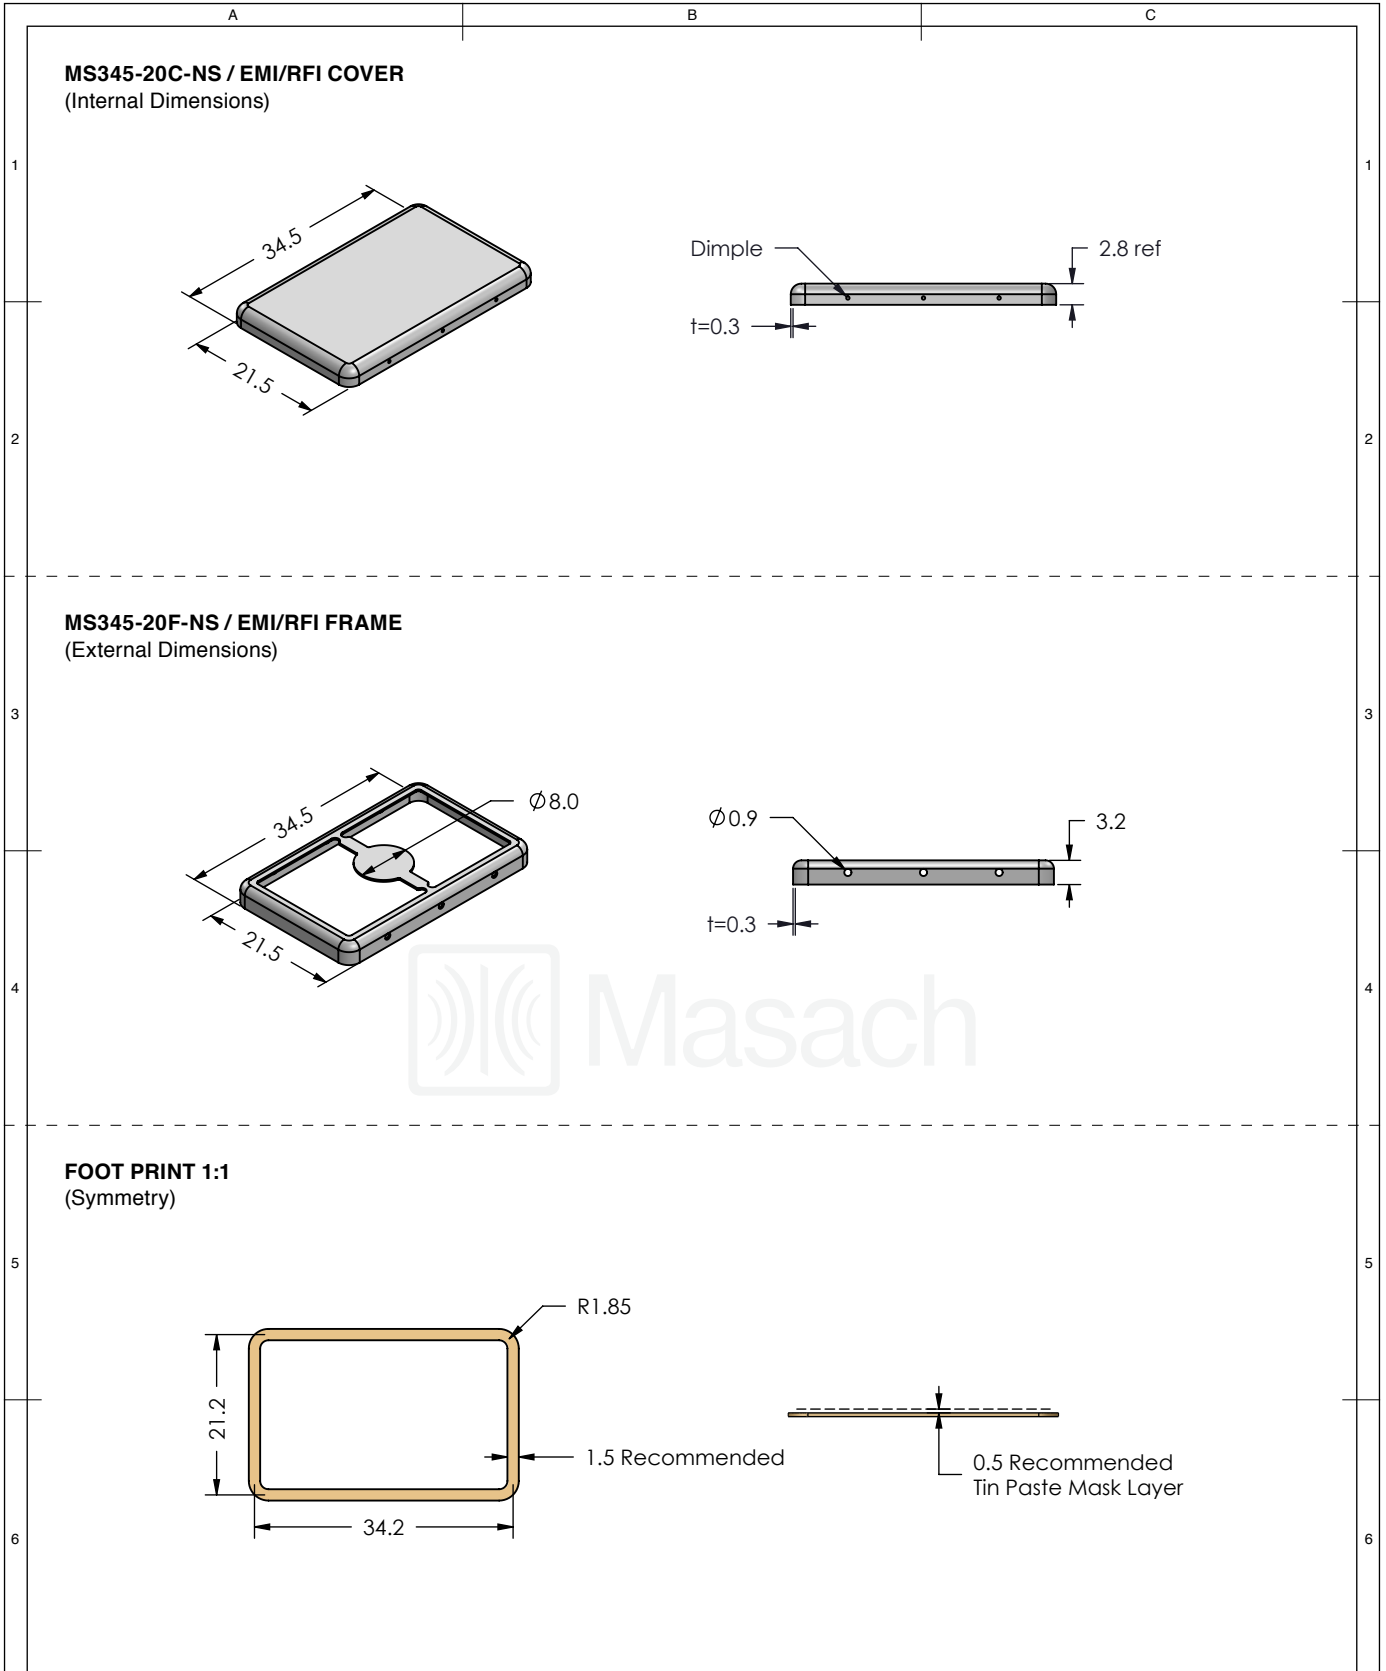 A B C
MS345-20C-NS / EMI/RFI COVER
(Internal Dimensions)
1 1
34.5
21.5
Dimple
2.8 ref
t=0.3
2 2
MS345-20F-NS / EMI/RFI FRAME
(External Dimensions)
3 3
34.5
Ø8.0
21.5
Ø0.9
3.2
t=0.3
Masach
4 4
FOOT PRINT 1:1
(Symmetry)
5 5
R1.85
21.2
1.5 Recommended
34.2
0.5 Recommended
Tin Paste Mask Layer
6 6